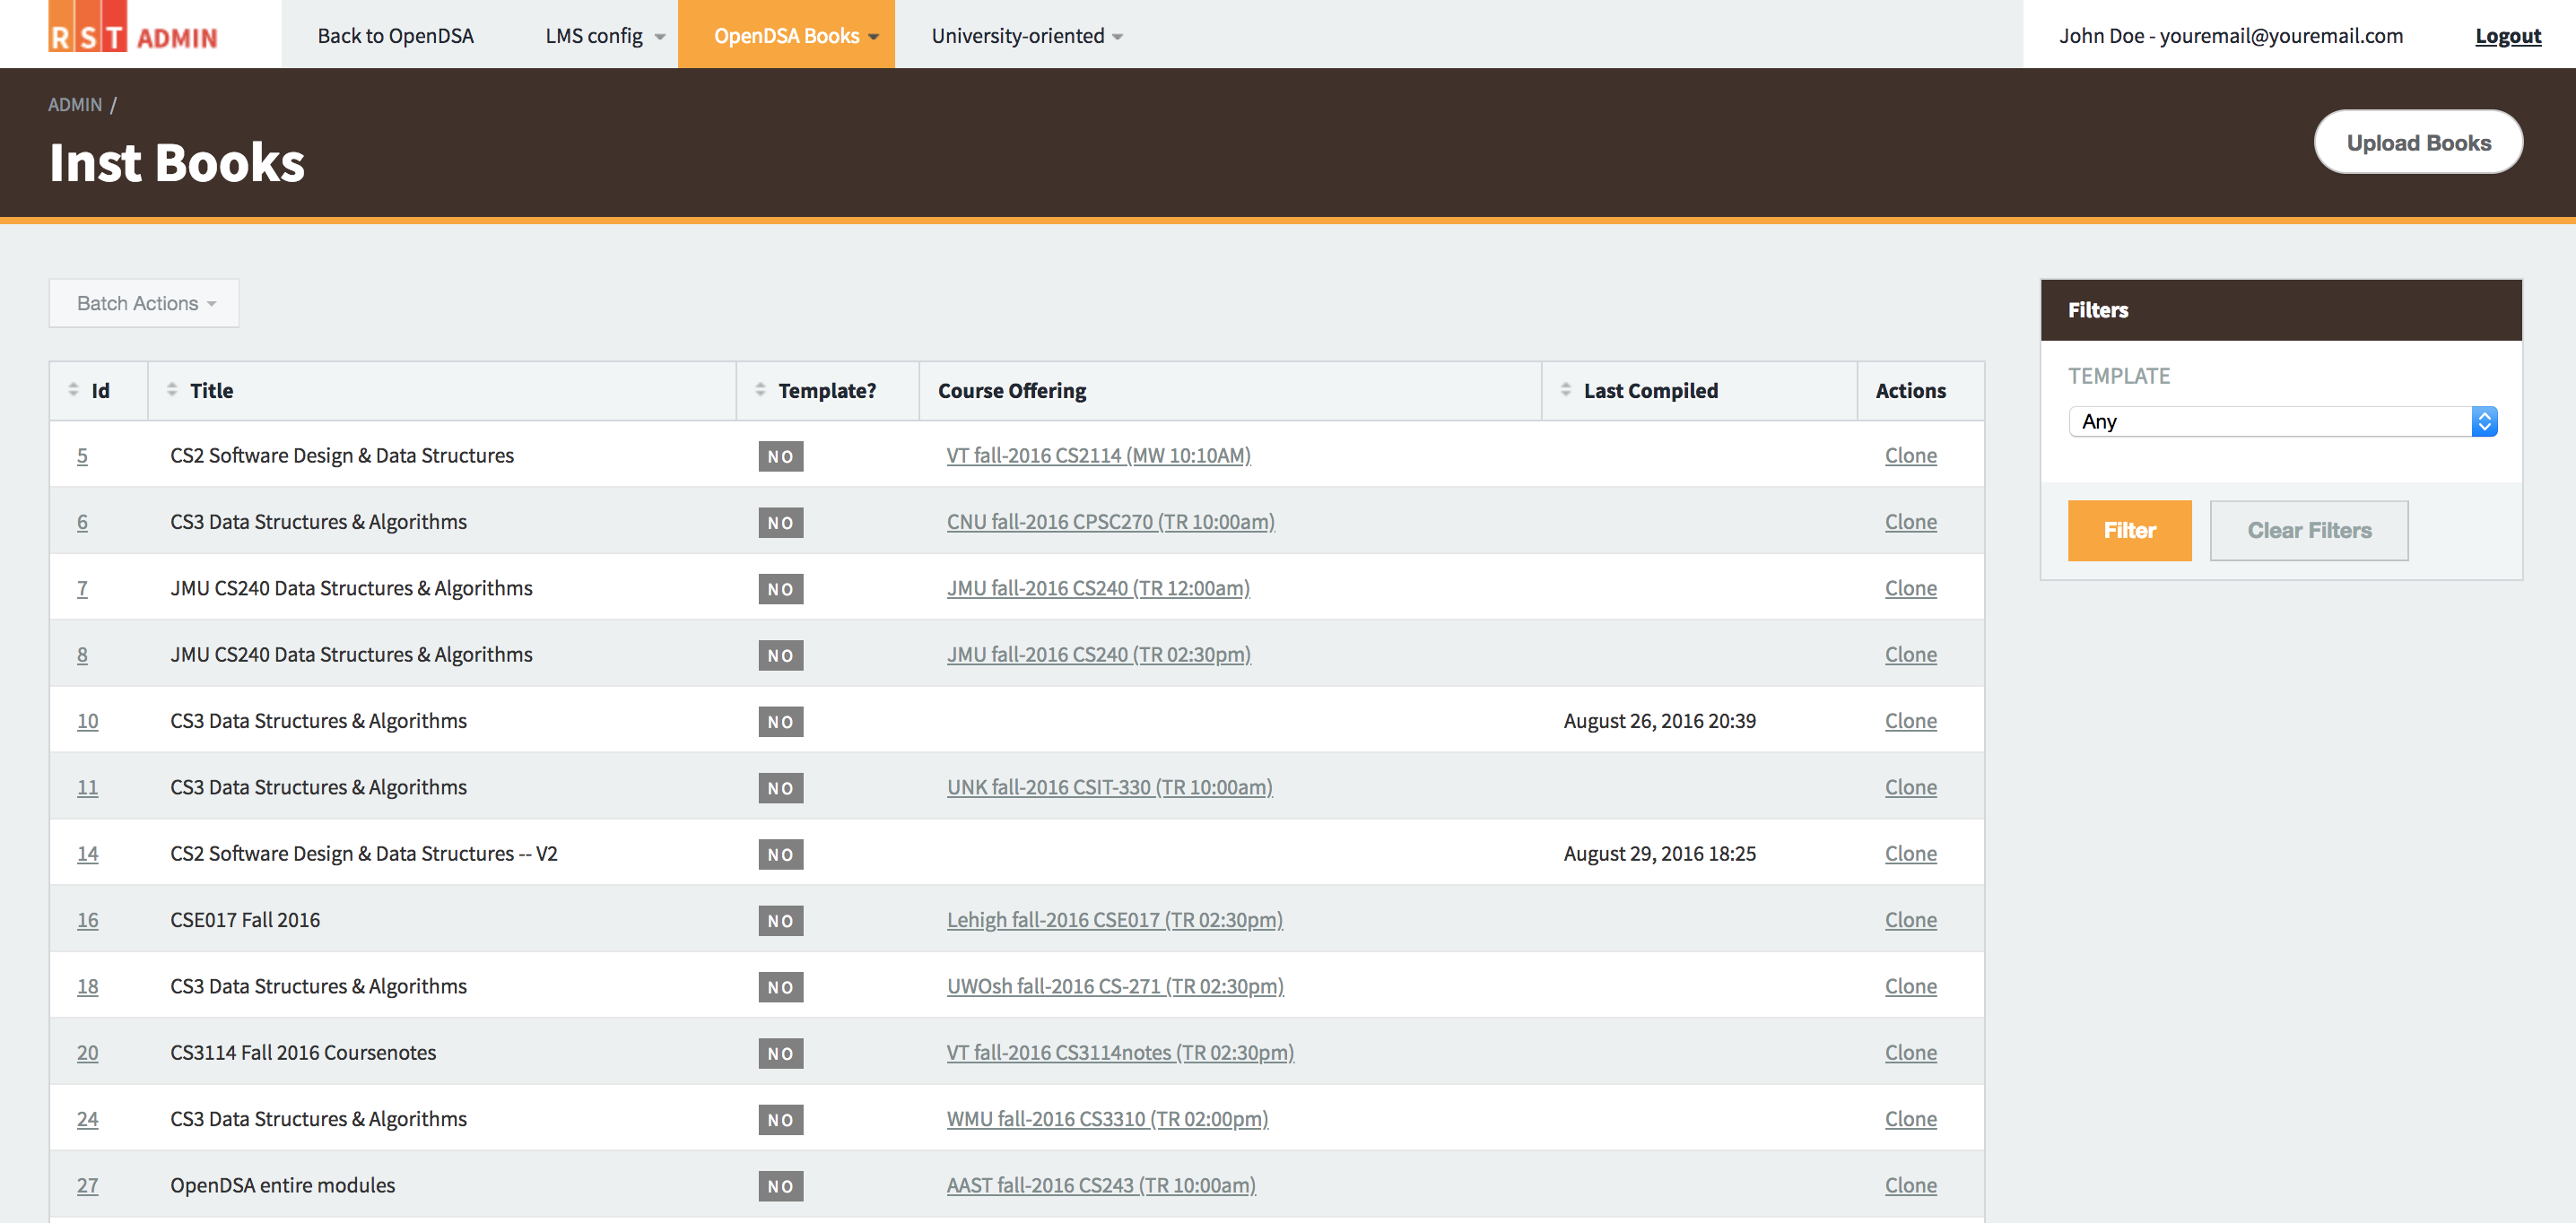 RST ADMIN Back to OpenDSA LMS config OpenDSA Books University-oriented John Doe - youremail@youremail.com Logout
ADMIN /
Inst Books
Upload Books
Batch Actions
Id Title Template? Course Offering Last Compiled Actions
5 CS2 Software Design & Data Structures NO VT fall-2016 CS2114 (MW 10:10AM) Clone
6 CS3 Data Structures & Algorithms NO CNU fall-2016 CPSC270 (TR 10:00am) Clone
7 JMU CS240 Data Structures & Algorithms NO JMU fall-2016 CS240 (TR 12:00am) Clone
8 JMU CS240 Data Structures & Algorithms NO JMU fall-2016 CS240 (TR 02:30pm) Clone
10 CS3 Data Structures & Algorithms NO August 26, 2016 20:39 Clone
11 CS3 Data Structures & Algorithms NO UNK fall-2016 CSIT-330 (TR 10:00am) Clone
14 CS2 Software Design & Data Structures -- V2 NO August 29, 2016 18:25 Clone
16 CSE017 Fall 2016 NO Lehigh fall-2016 CSE017 (TR 02:30pm) Clone
18 CS3 Data Structures & Algorithms NO UWOsh fall-2016 CS-271 (TR 02:30pm) Clone
20 CS3114 Fall 2016 Coursenotes NO VT fall-2016 CS3114notes (TR 02:30pm) Clone
24 CS3 Data Structures & Algorithms NO WMU fall-2016 CS3310 (TR 02:00pm) Clone
27 OpenDSA entire modules NO AAST fall-2016 CS243 (TR 10:00am) Clone
Filters
TEMPLATE
Any
Filter Clear Filters